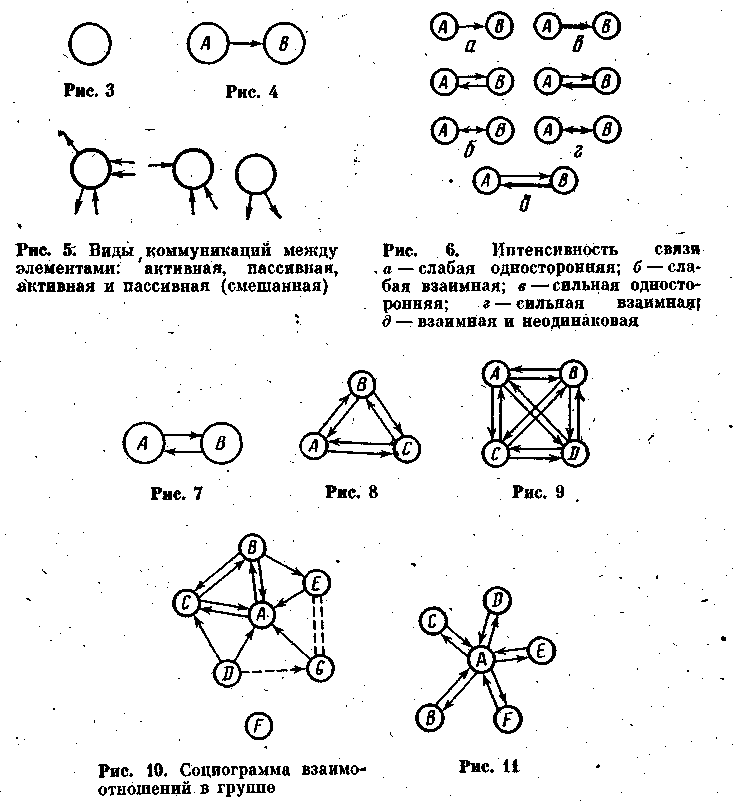 A B
A B
A B
Рис. 3
Рис. 4
а
в
A B
A B
A B
A B
б
г
A B
д
Рис. 5. Виды коммуникаций между
элементами: активная, пассивная,
активная и пассивная (смешанная)
Рис. 6. Интенсивность связи
а — слабая односторонняя; б — сла-
бая взаимная; в — сильная односто-
ронняя; г — сильная взаимная;
д — взаимная и неодинаковая
A B
Рис. 7
B
A C
Рис. 8
A B
C D
Рис. 9
B
E
C
A
D
G
F
Рис. 10. Социограмма взаимо-
отношений в группе
D
C
A
E
B
F
Рис. 11